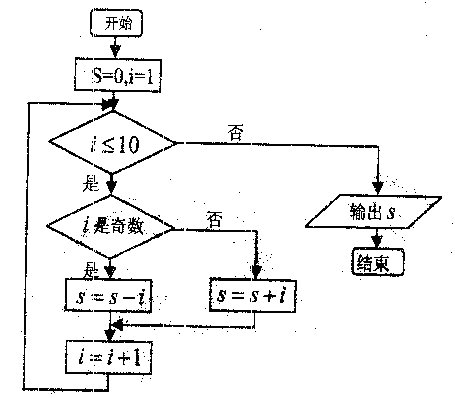 开始
S=0,i=1
i≤10
否
是
i是奇数
否
输出s
是
结束
s=s-i
s=s+i
i=i+1